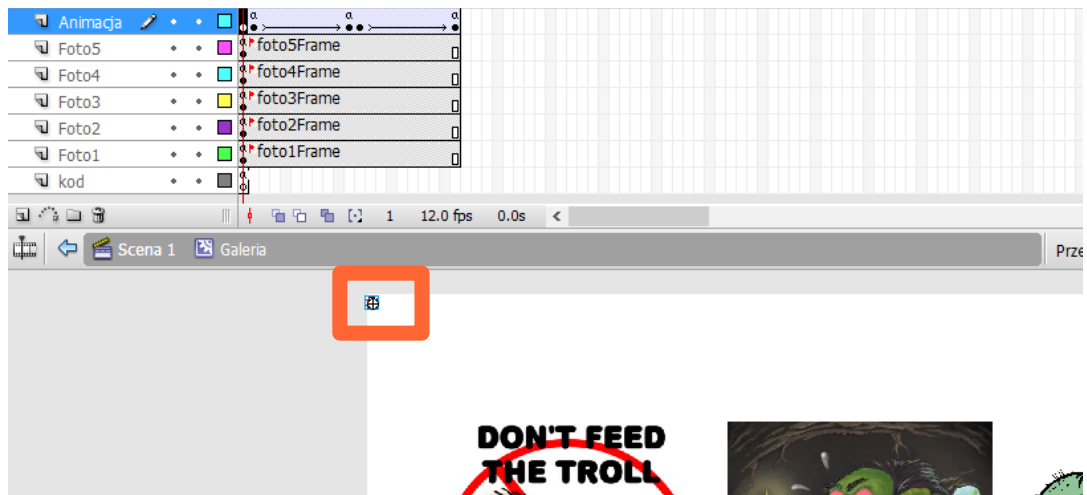 Animacja
Foto5 foto5Frame
Foto4 foto4Frame
Foto3 foto3Frame
Foto2 foto2Frame
Foto1 foto1Frame
kod
1 12.0 fps 0.0s
Scena 1 Galeria Prze
DON'T FEED
THE TROLL